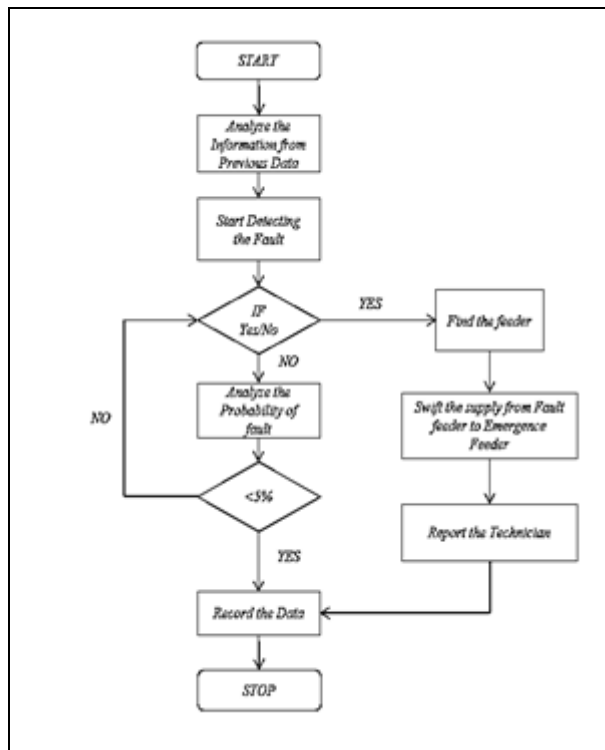 START
Analyze the
Information from
Previous Data
Start Detecting
the Fault
IF
Yes/No
YES
Find the feeder
NO
Analyze the
Probability of
fault
NO
Swift the supply from Fault
feeder to Emergence
Feeder
<5%
Report the Technician
YES
Record the Data
STOP